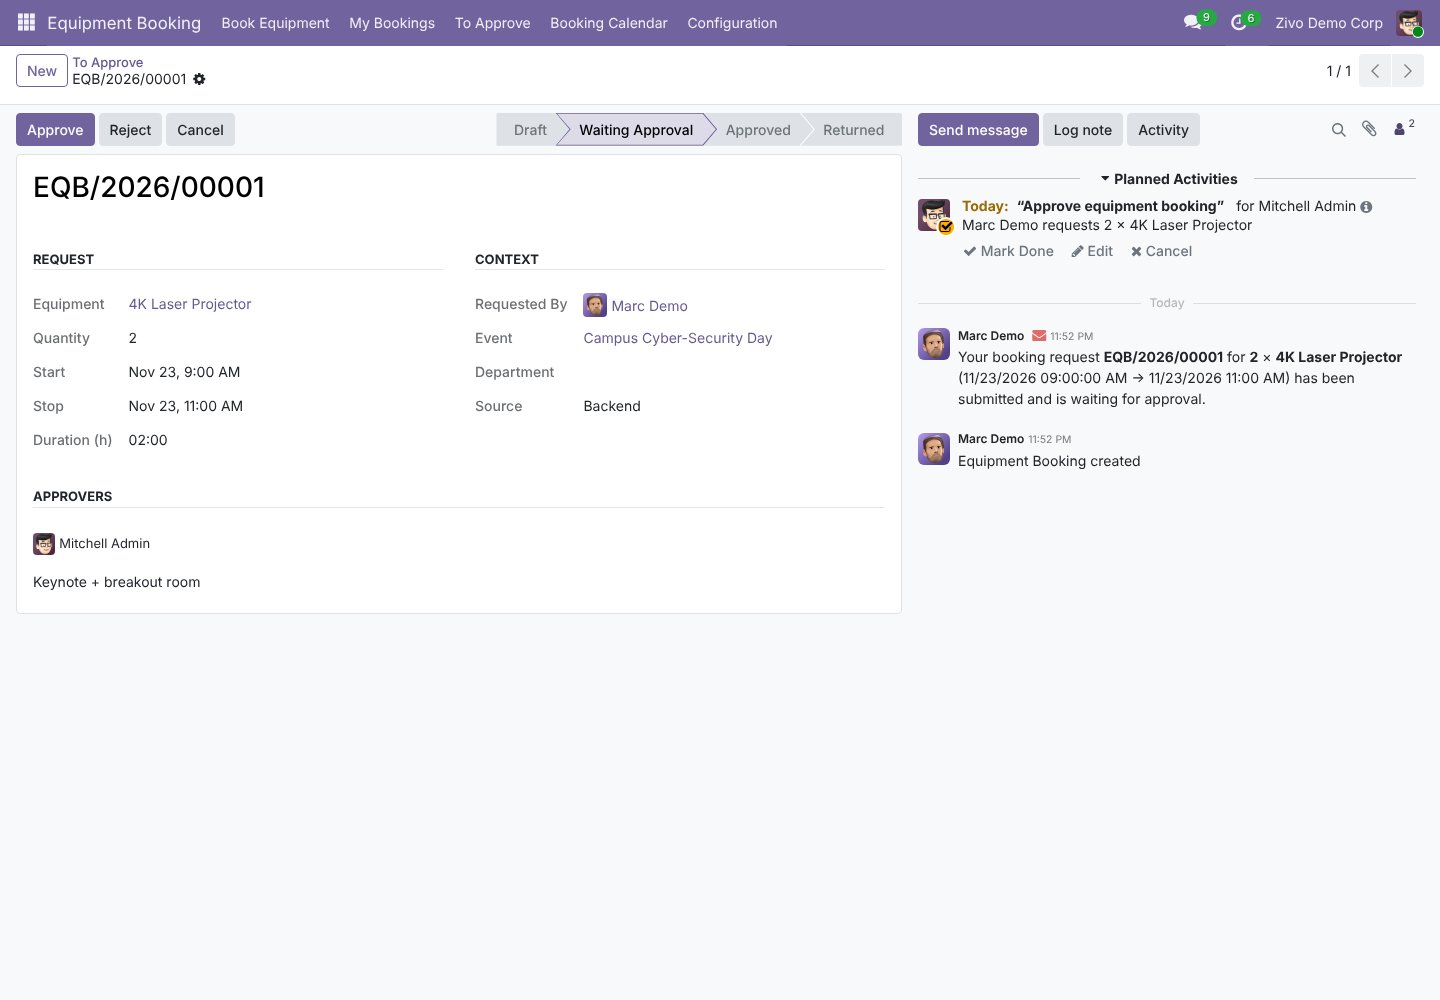 Equipment Booking Book Equipment My Bookings To Approve Booking Calendar Configuration 9 6 Zivo Demo Corp
New To Approve
EQB/2026/00001 1 / 1
Approve Reject Cancel Draft Waiting Approval Approved Returned Send message Log note Activity 2
EQB/2026/00001
REQUEST
Equipment 4K Laser Projector
Quantity 2
Start Nov 23, 9:00 AM
Stop Nov 23, 11:00 AM
Duration (h) 02:00
CONTEXT
Requested By Marc Demo
Event Campus Cyber-Security Day
Department
Source Backend
APPROVERS
Mitchell Admin
Keynote + breakout room
Planned Activities
Today: “Approve equipment booking” for Mitchell Admin
Marc Demo requests 2 × 4K Laser Projector
Mark Done Edit Cancel
Today
Marc Demo 11:52 PM
Your booking request EQB/2026/00001 for 2 × 4K Laser Projector
(11/23/2026 09:00:00 AM → 11/23/2026 11:00 AM) has been
submitted and is waiting for approval.
Marc Demo 11:52 PM
Equipment Booking created